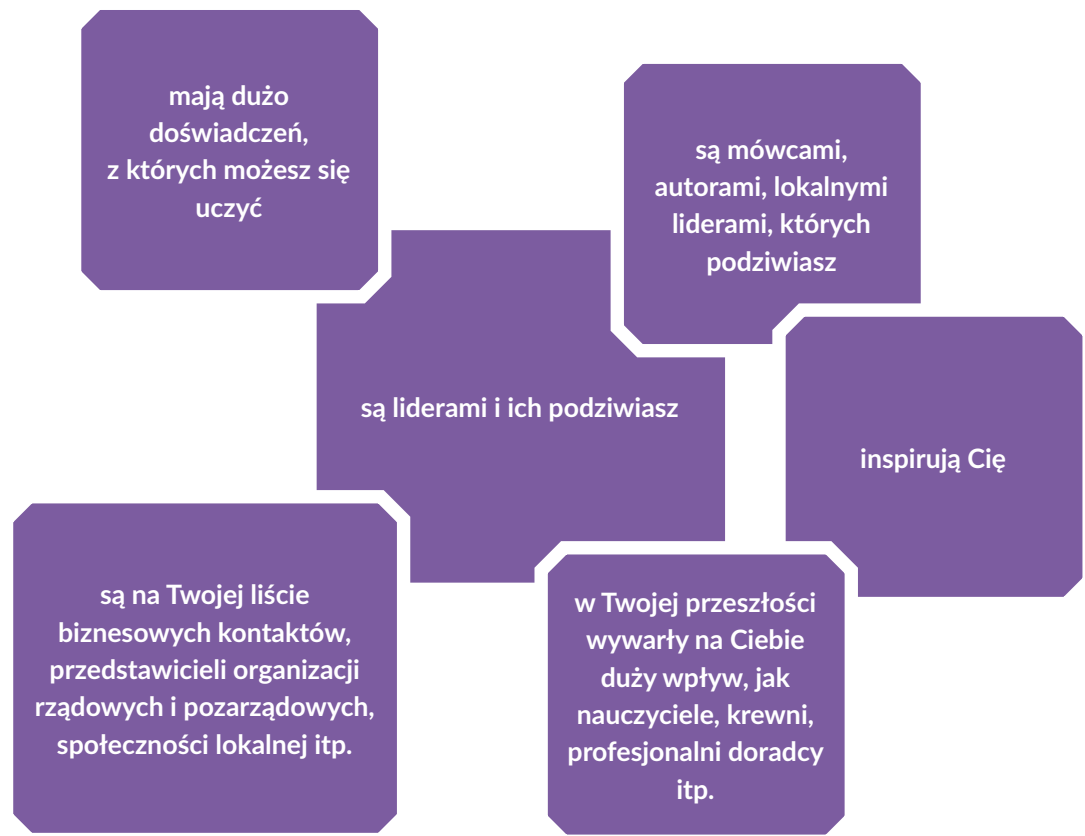 mają dużo
doświadczeń,
z których możesz się
uczyć
są mówcami,
autorami, lokalnymi
liderami, których
podziwiasz
są liderami i ich podziwiasz
inspirują Cię
są na Twojej liście
biznesowych kontaktów,
przedstawicieli organizacji
rządowych i pozarządowych,
społeczności lokalnej itp.
w Twojej przeszłości
wywarły na Ciebie
duży wpływ, jak
nauczyciele, krewni,
profesjonalni doradcy
itp.